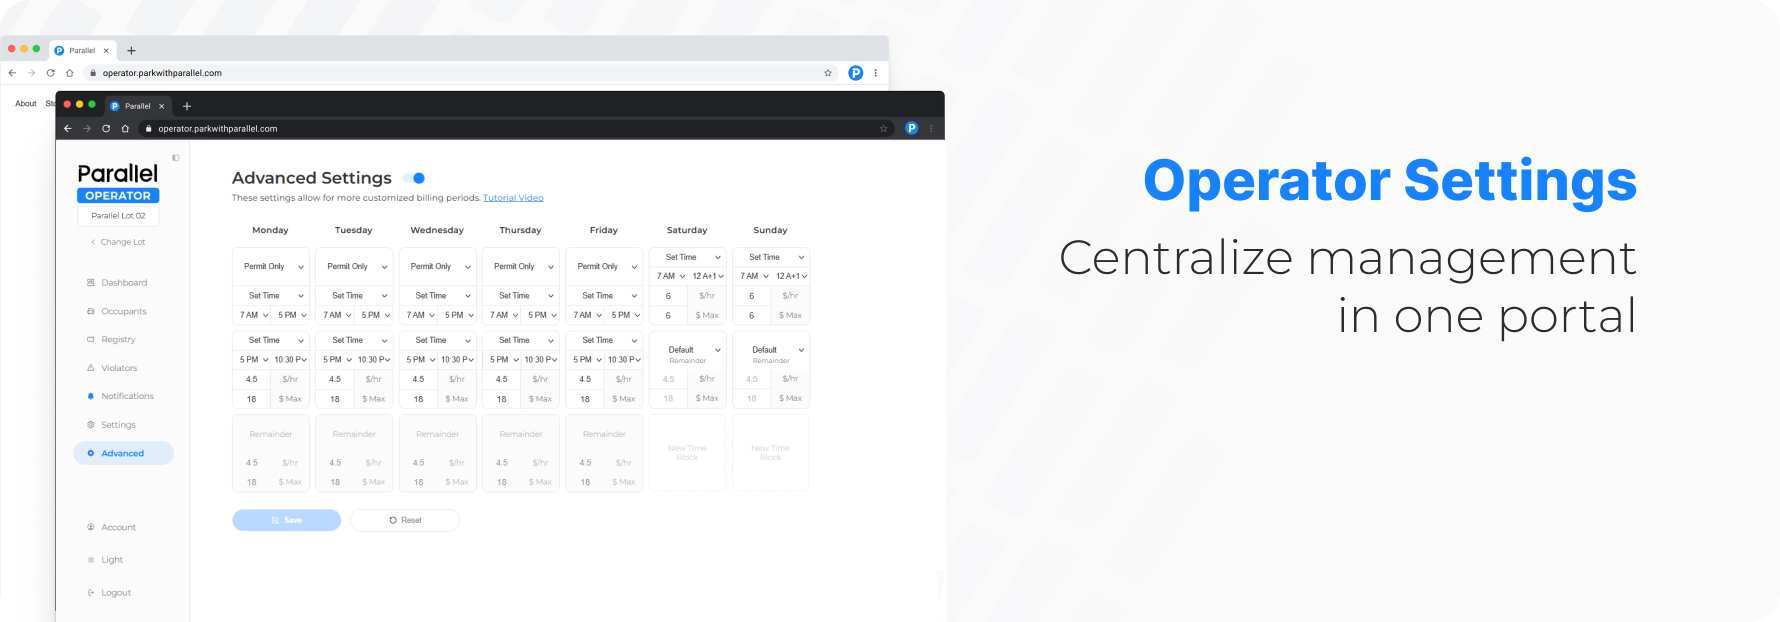 Parallel
operator.parkwithparallel.com
About
Parallel
operator.parkwithparallel.com
Parallel
OPERATOR
Parallel Lot 02
Change Lot
Dashboard
Occupants
Registry
Violators
Notifications
Settings
Advanced
Account
Light
Logout
Advanced Settings
These settings allow for more customized billing periods. Tutorial Video
Monday Tuesday Wednesday Thursday Friday Saturday Sunday
Permit Only Permit Only Permit Only Permit Only Permit Only Set Time Set Time
7 AM 12 A+1 7 AM 12 A+1
Set Time Set Time Set Time Set Time Set Time 6 $/hr 6 $/hr
7 AM 5 PM 7 AM 5 PM 7 AM 5 PM 7 AM 5 PM 7 AM 5 PM 6 $ Max 6 $ Max
Set Time Set Time Set Time Set Time Set Time Default Default
5 PM 10:30 P 5 PM 10:30 P 5 PM 10:30 P 5 PM 10:30 P 5 PM 10:30 P Remainder Remainder
4.5 $/hr 4.5 $/hr 4.5 $/hr 4.5 $/hr 4.5 $/hr 4.5 $/hr 4.5 $/hr
18 $ Max 18 $ Max 18 $ Max 18 $ Max 18 $ Max 18 $ Max 18 $ Max
Remainder Remainder Remainder Remainder Remainder New Time New Time
Block Block
4.5 $/hr 4.5 $/hr 4.5 $/hr 4.5 $/hr 4.5 $/hr
18 $ Max 18 $ Max 18 $ Max 18 $ Max 18 $ Max
Save Reset
Operator Settings
Centralize management
in one portal